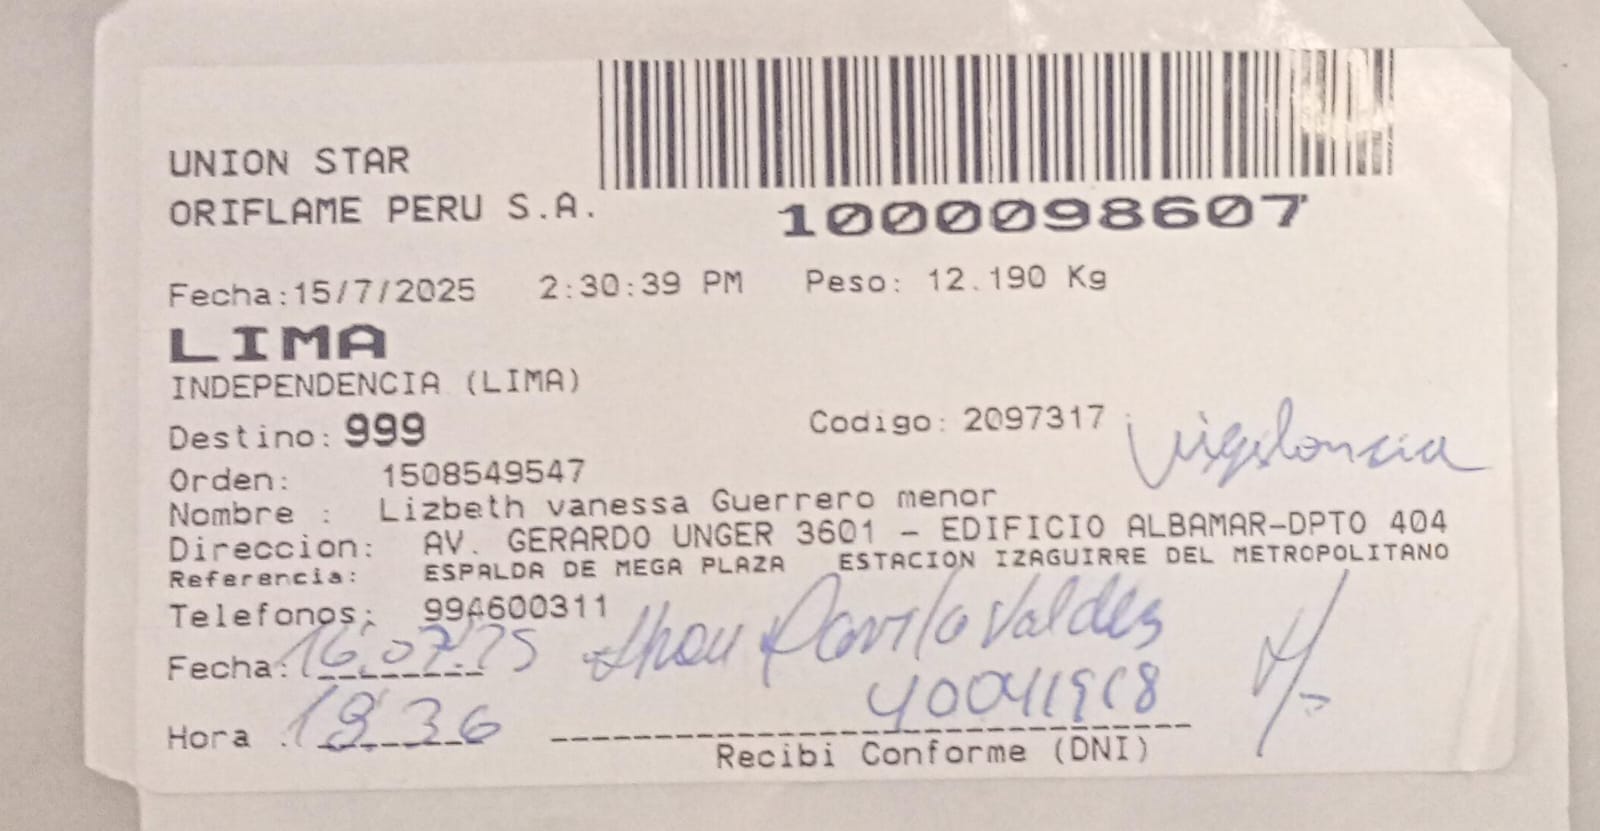 UNION STAR
ORIFLAME PERU S.A.
1000098607
Fecha:15/7/2025 2:30:39 PM Peso: 12.190 Kg
LIMA
INDEPENDENCIA (LIMA)
Destino: 999 Codigo: 2097317
Vigilancia
Orden: 1508549547
Nombre : Lizbeth vanessa Guerrero menor
Direccion: AV. GERARDO UNGER 3601 - EDIFICIO ALBAMAR-DPTO 404
Referencia: ESPALDA DE MEGA PLAZA ESTACION IZAGUIRRE DEL METROPOLITANO
Telefonos: 994600311
Fecha: 16.07.25 Jhon Davila Valdez
Hora : 18.36
Recibi Conforme (DNI)